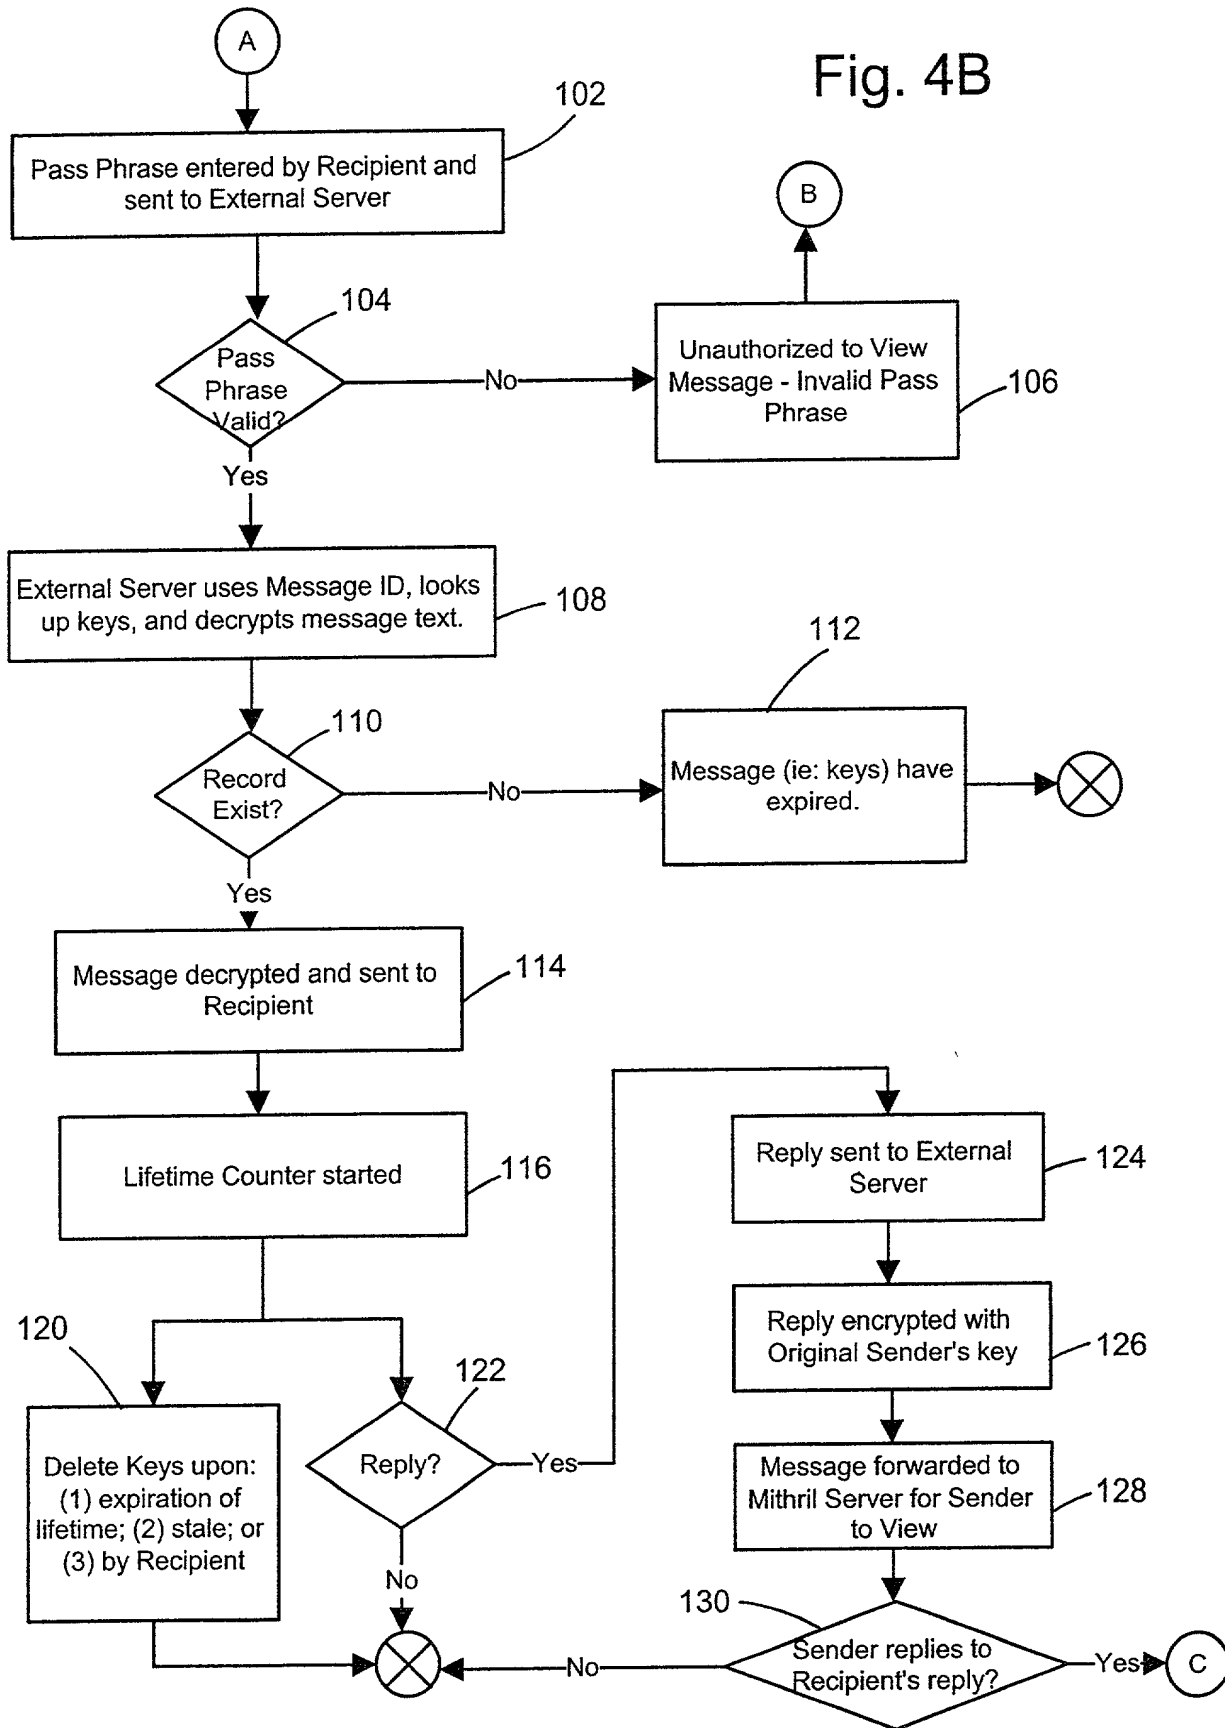 A
Fig. 4B
102
Pass Phrase entered by Recipient and
sent to External Server
B
104
Pass
Phrase
Valid?
No
Unauthorized to View
Message - Invalid Pass
Phrase
106
Yes
External Server uses Message ID, looks
up keys, and decrypts message text.
108
112
110
Record
Exist?
No
Message (ie: keys) have
expired.
Yes
Message decrypted and sent to
Recipient
114
Lifetime Counter started
116
Reply sent to External
Server
124
Reply encrypted with
Original Sender's key
126
120
122
Delete Keys upon:
(1) expiration of
lifetime; (2) stale; or
(3) by Recipient
Reply?
Yes
Message forwarded to
Mithril Server for Sender
to View
128
No
130
Sender replies to
Recipient's reply?
No
Yes
C